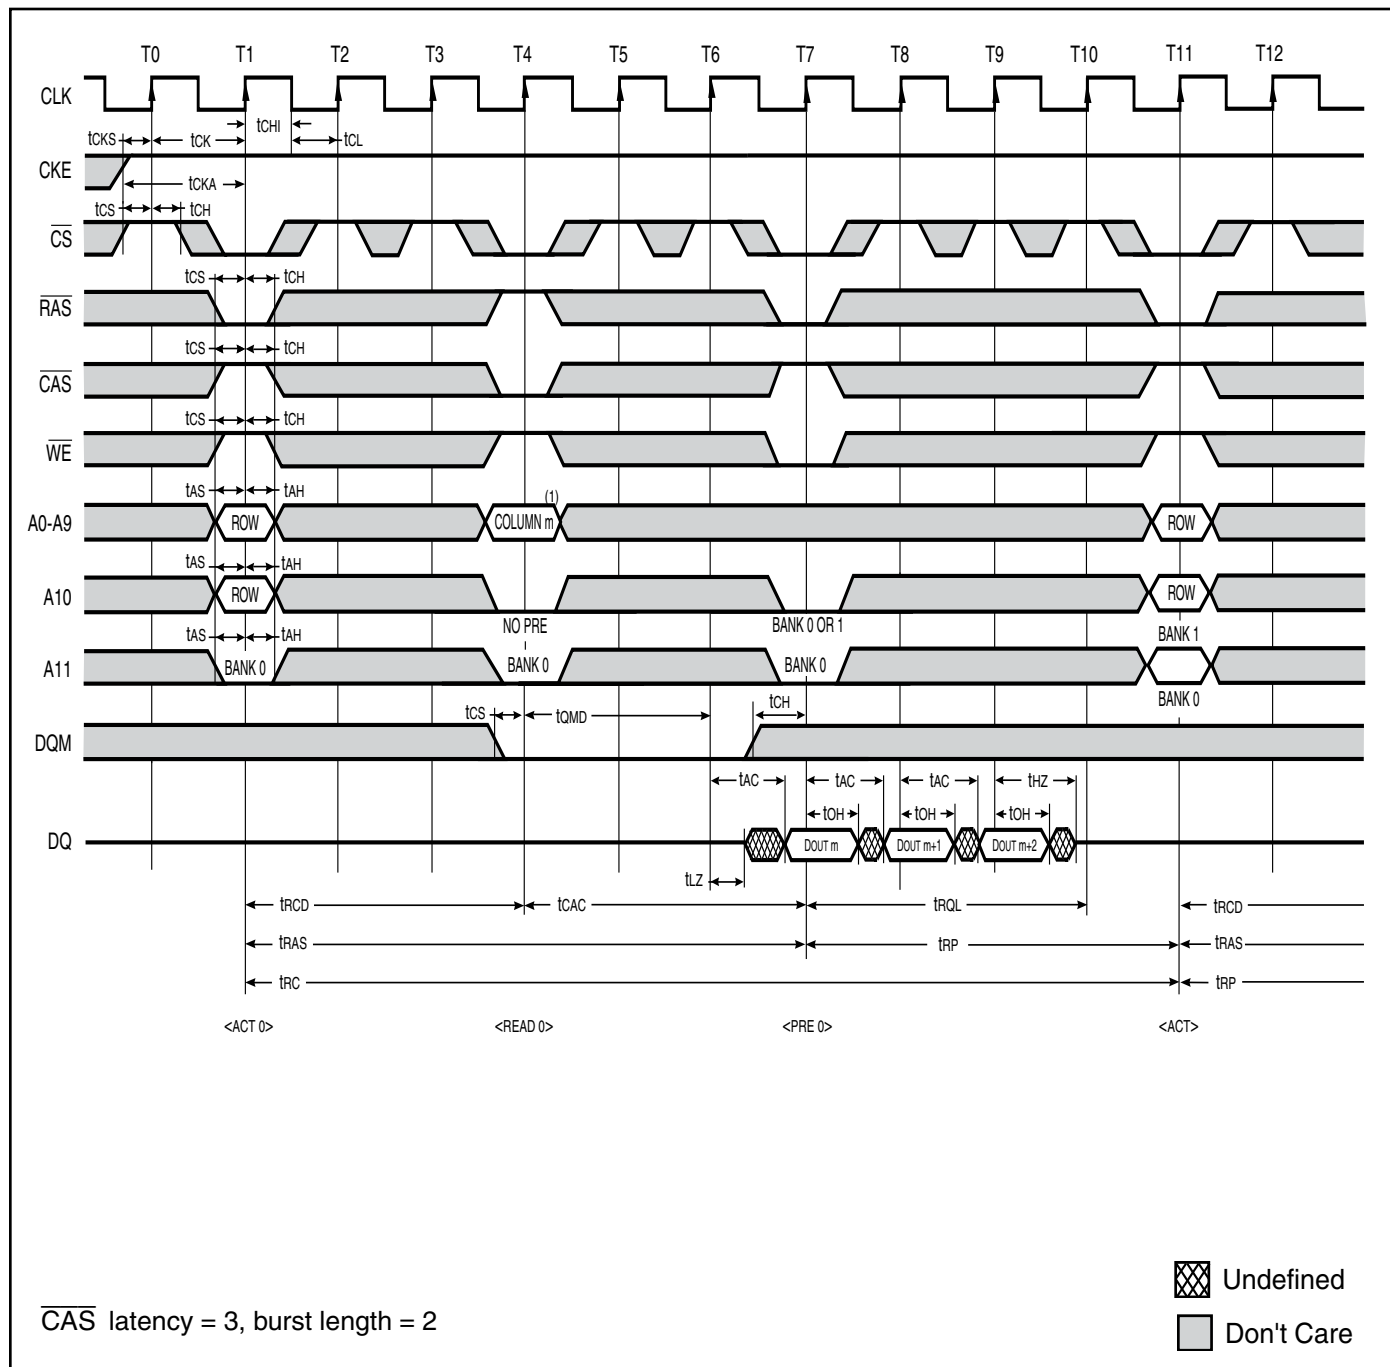 T0 T1 T2 T3 T4 T5 T6 T7 T8 T9 T10 T11 T12
CLK
tCHI
tCKS tCK tCL
CKE
tCKA
tCS tCH
CS
tCS tCH
RAS
tCS tCH
CAS
tCS tCH
WE
tAS tAH (1)
A0-A9 ROW COLUMN m ROW
tAS tAH
A10 ROW ROW
NO PRE BANK 0 OR 1 BANK 1
tAS tAH
A11 BANK 0 BANK 0 BANK 0
BANK 0
tCS tQMD tCH
DQM
tAC tAC tAC tHZ
tOH tOH tOH
DQ DOUT m DOUT m+1 DOUT m+2
tLZ
tRCD tCAC tRQL tRCD
tRAS tRP tRAS
tRC tRP
<ACT 0> <READ 0> <PRE 0> <ACT>
Undefined
CAS latency = 3, burst length = 2
Don't Care